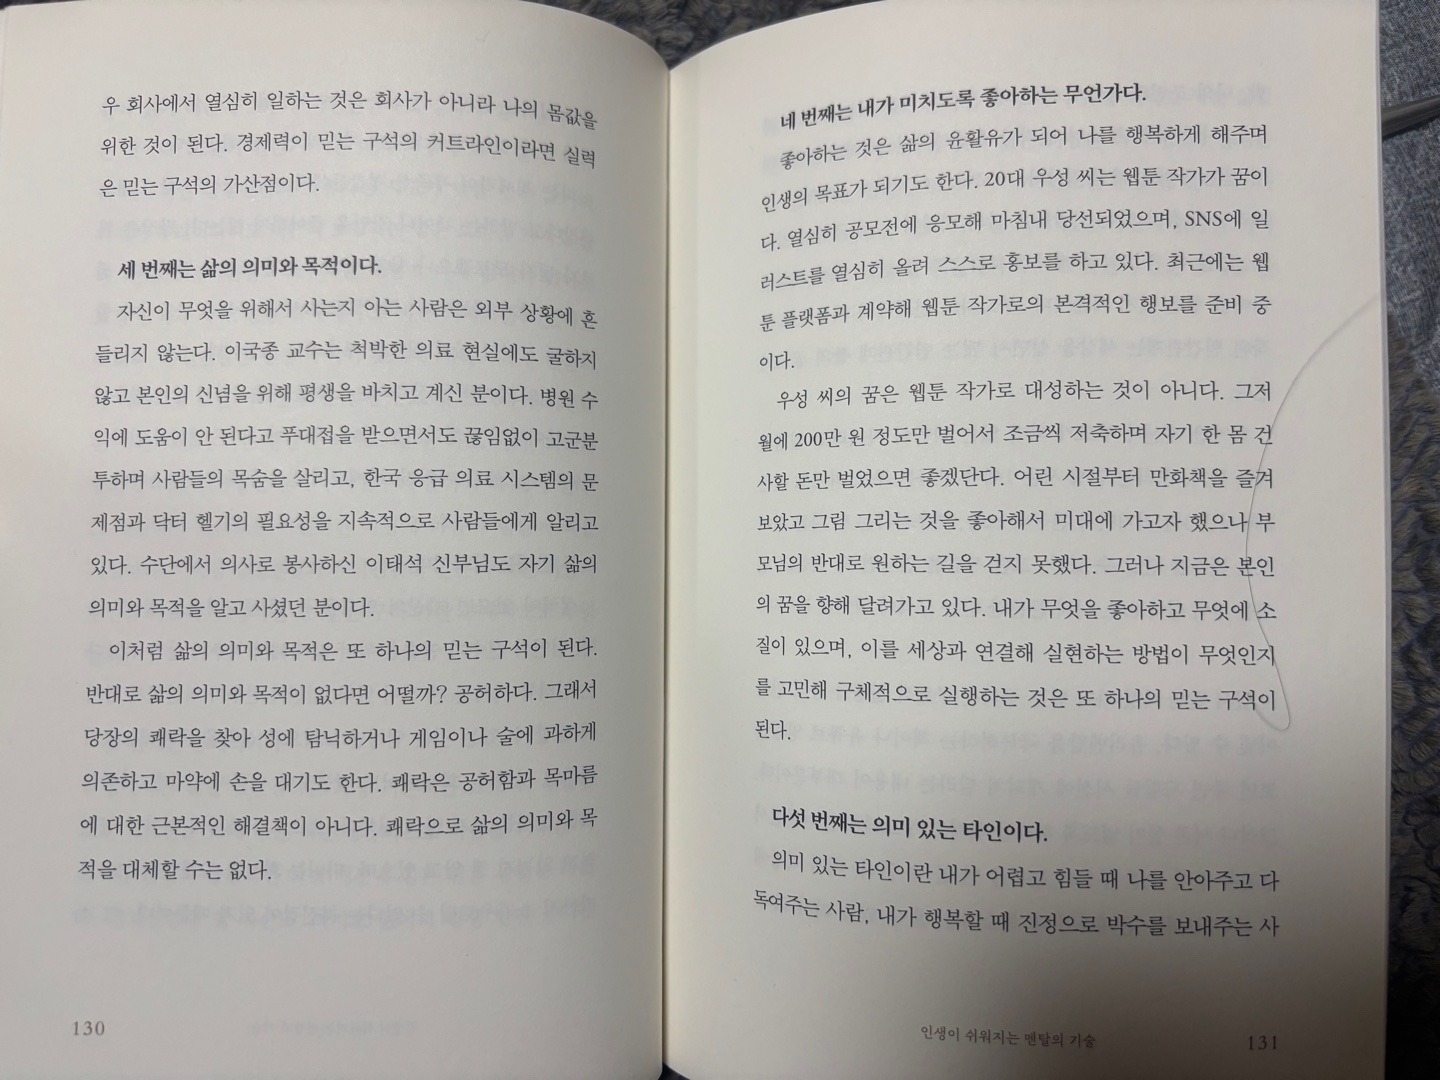 우 회사에서 열심히 일하는 것은 회사가 아니라 나의 몸값을
위한 것이 된다. 경제력이 믿는 구석의 커트라인이라면 실력
은 믿는 구석의 가산점이다.
세 번째는 삶의 의미와 목적이다.
자신이 무엇을 위해서 사는지 아는 사람은 외부 상황에 흔
들리지 않는다. 이국종 교수는 척박한 의료 현실에도 굴하지
않고 본인의 신념을 위해 평생을 바치고 계신 분이다. 병원 수
익에 도움이 안 된다고 푸대접을 받으면서도 끊임없이 고군분
투하며 사람들의 목숨을 살리고, 한국 응급 의료 시스템의 문
제점과 닥터 헬기의 필요성을 지속적으로 사람들에게 알리고
있다. 수단에서 의사로 봉사하신 이태석 신부님도 자기 삶의
의미와 목적을 알고 사셨던 분이다.
이처럼 삶의 의미와 목적은 또 하나의 믿는 구석이 된다.
반대로 삶의 의미와 목적이 없다면 어떨까? 공허하다. 그래서
당장의 쾌락을 찾아 성에 탐닉하거나 게임이나 술에 과하게
의존하고 마약에 손을 대기도 한다. 쾌락은 공허함과 목마름
에 대한 근본적인 해결책이 아니다. 쾌락으로 삶의 의미와 목
적을 대체할 수는 없다.
130
네 번째는 내가 미치도록 좋아하는 무언가다.
좋아하는 것은 삶의 윤활유가 되어 나를 행복하게 해주며
인생의 목표가 되기도 한다. 20대 우성 씨는 웹툰 작가가 꿈이
다. 열심히 공모전에 응모해 마침내 당선되었으며, SNS에 일
러스트를 열심히 올려 스스로 홍보를 하고 있다. 최근에는 웹
툰 플랫폼과 계약해 웹툰 작가로의 본격적인 행보를 준비 중
이다.
우성 씨의 꿈은 웹툰 작가로 대성하는 것이 아니다. 그저
월에 200만 원 정도만 벌어서 조금씩 저축하며 자기 한 몸 건
사할 돈만 벌었으면 좋겠단다. 어린 시절부터 만화책을 즐겨
보았고 그림 그리는 것을 좋아해서 미대에 가고자 했으나 부
모님의 반대로 원하는 길을 걷지 못했다. 그러나 지금은 본인
의 꿈을 향해 달려가고 있다. 내가 무엇을 좋아하고 무엇에 소
질이 있으며, 이를 세상과 연결해 실현하는 방법이 무엇인지
를 고민해 구체적으로 실행하는 것은 또 하나의 믿는 구석이
된다.
다섯 번째는 의미 있는 타인이다.
의미 있는 타인이란 내가 어렵고 힘들 때 나를 안아주고 다
독여주는 사람, 내가 행복할 때 진정으로 박수를 보내주는 사
인생이 쉬워지는 멘탈의 기술
131